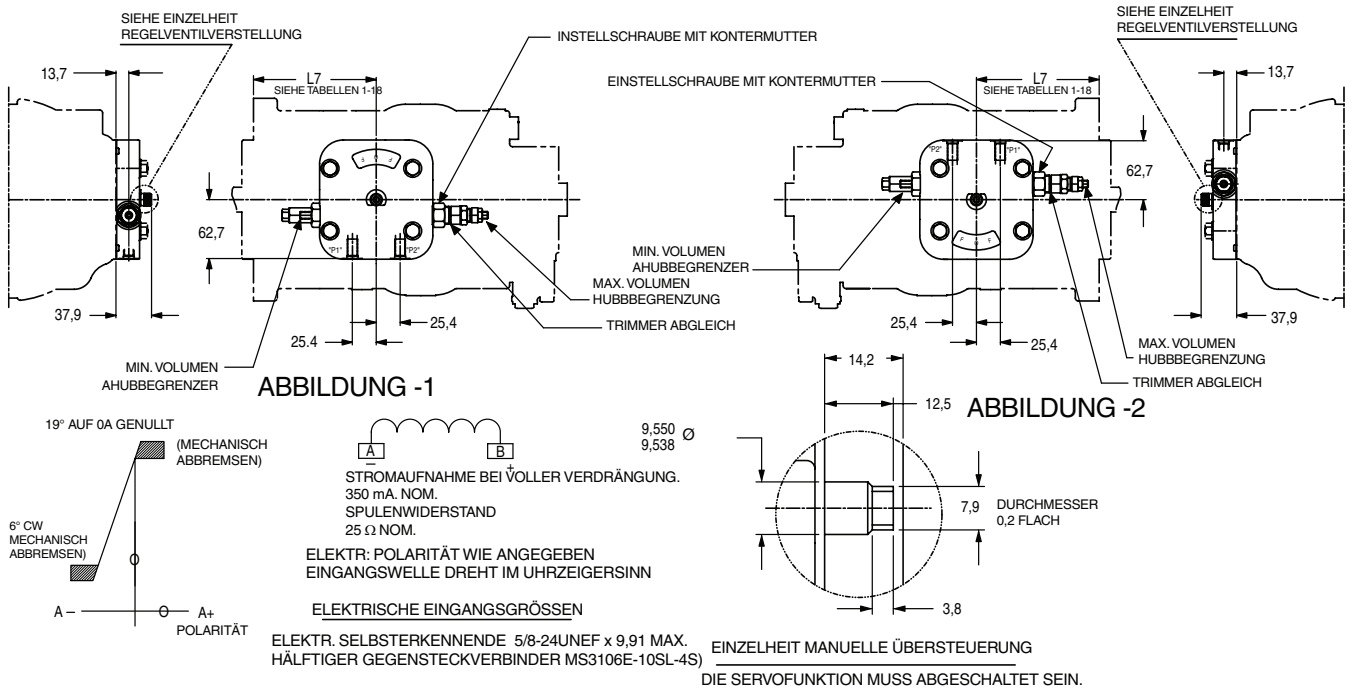 SIEHE EINZELHEIT
REGELVENTILVERSTELLUNG
13,7
L7
SIEHE TABELLEN 1-18
INSTELLSCHRAUBE MIT KONTERMUTTER
"P1"
"P2"
62,7
37,9
25.4
25,4
MIN. VOLUMEN
AHUBBEGRENZER
MAX. VOLUMEN
HUBBBEGRENZUNG
TRIMMER ABGLEICH
ABBILDUNG -1
SIEHE EINZELHEIT
REGELVENTILVERSTELLUNG
13,7
EINSTELLSCHRAUBE MIT KONTERMUTTER
L7
SIEHE TABELLEN 1-18
"P2"
"P1"
62,7
MIN. VOLUMEN
AHUBBEGRENZER
25,4
25,4
37,9
MAX. VOLUMEN
HUBBBEGRENZUNG
TRIMMER ABGLEICH
ABBILDUNG -2
19° AUF 0A GENULLT
(MECHANISCH
ABBREMSEN)
6° CW
MECHANISCH
ABBREMSEN)
O
A – O A+
POLARITÄT
A B
– +
STROMAUFNAHME BEI VOLLER VERDRÄNGUNG.
350 mA. NOM.
SPULENWIDERSTAND
25 Ω NOM.
ELEKTR: POLARITÄT WIE ANGEGEBEN
EINGANGSWELLE DREHT IM UHRZEIGERSINN
ELEKTRISCHE EINGANGSGRÖSSEN
ELEKTR. SELBSTERKENNENDE 5/8-24UNEF x 9,91 MAX.
HÄLFTIGER GEGENSTECKVERBINDER MS3106E-10SL-4S)
14,2
12,5
9,550
9,538 Ø
7,9
DURCHMESSER
0,2 FLACH
3,8
EINZELHEIT MANUELLE ÜBERSTEUERUNG
DIE SERVOFUNKTION MUSS ABGESCHALTET SEIN.